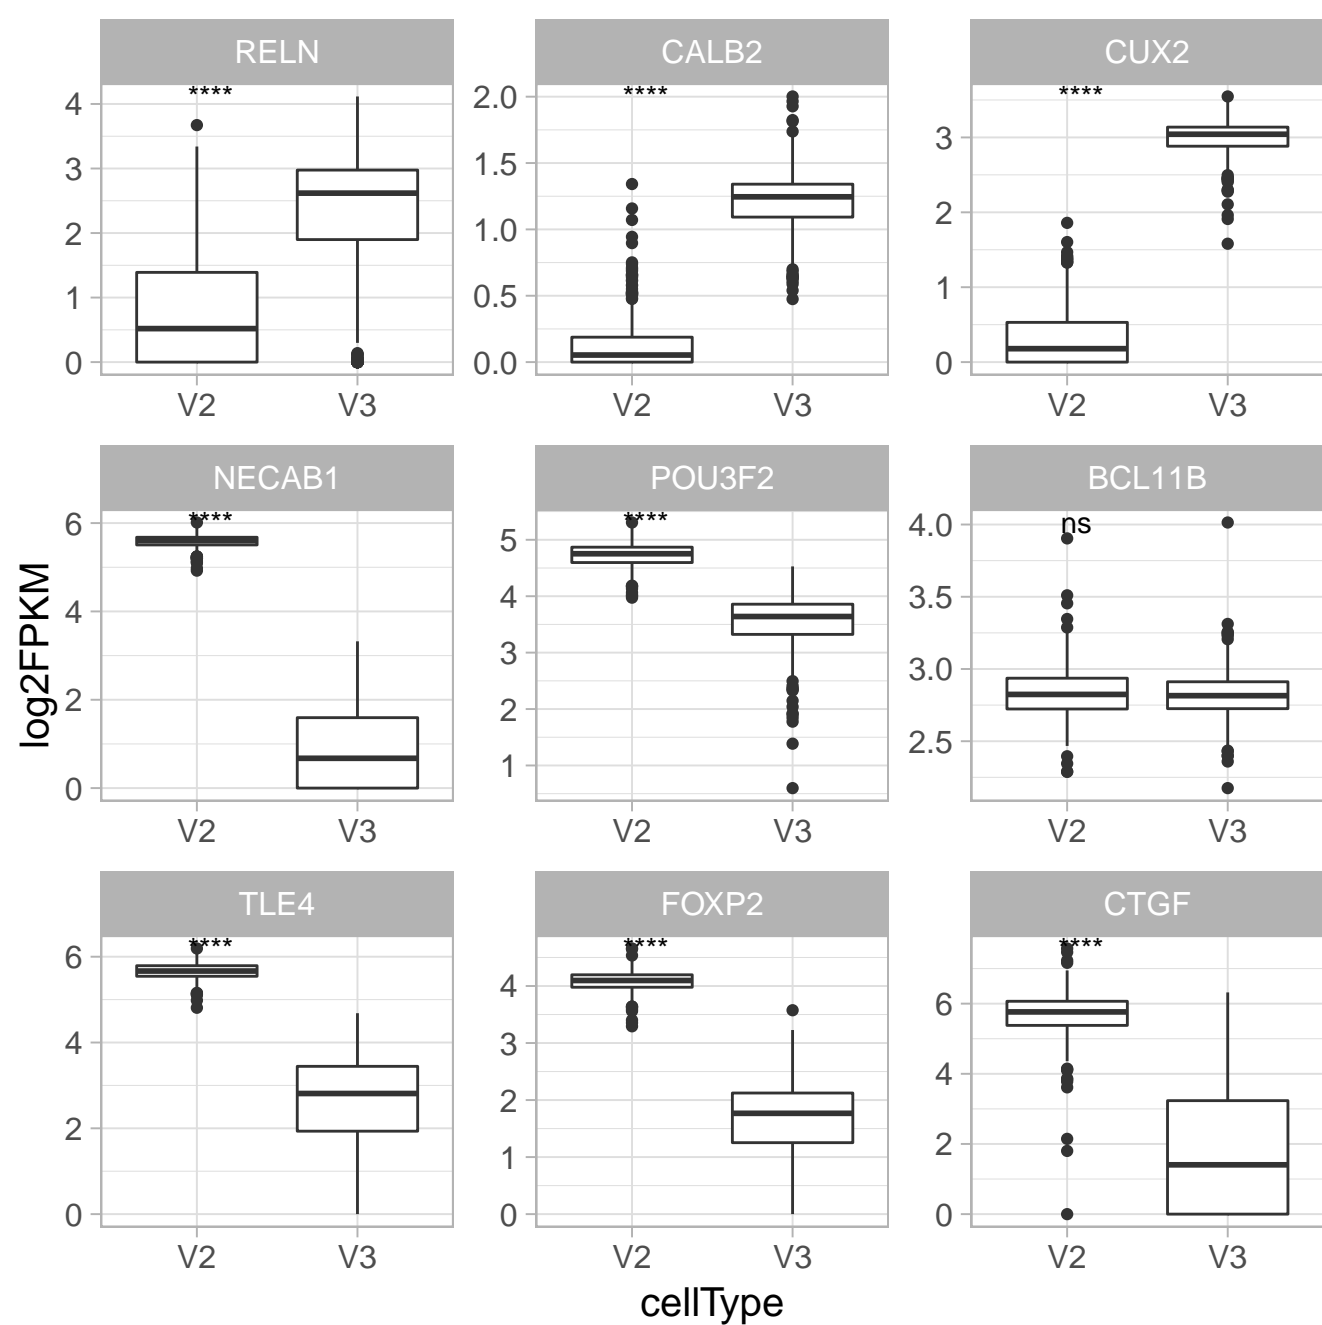 RELN CALB2 CUX2
**** **** ****
4 2.0 3
3 1.5 2
2 1.0 1
1 0.5 0
0 0.0
V2 V3 V2 V3 V2 V3
NECAB1 POU3F2 BCL11B
**** **** ns
6 5 4.0
4 4 3.5
2 3 3.0
0 2 2.5
1
V2 V3 V2 V3 V2 V3
TLE4 FOXP2 CTGF
**** **** ****
6 4 6
4 3 4
2 2 2
0 1 0
0
V2 V3 V2 V3 V2 V3
log2FPKM
cellType